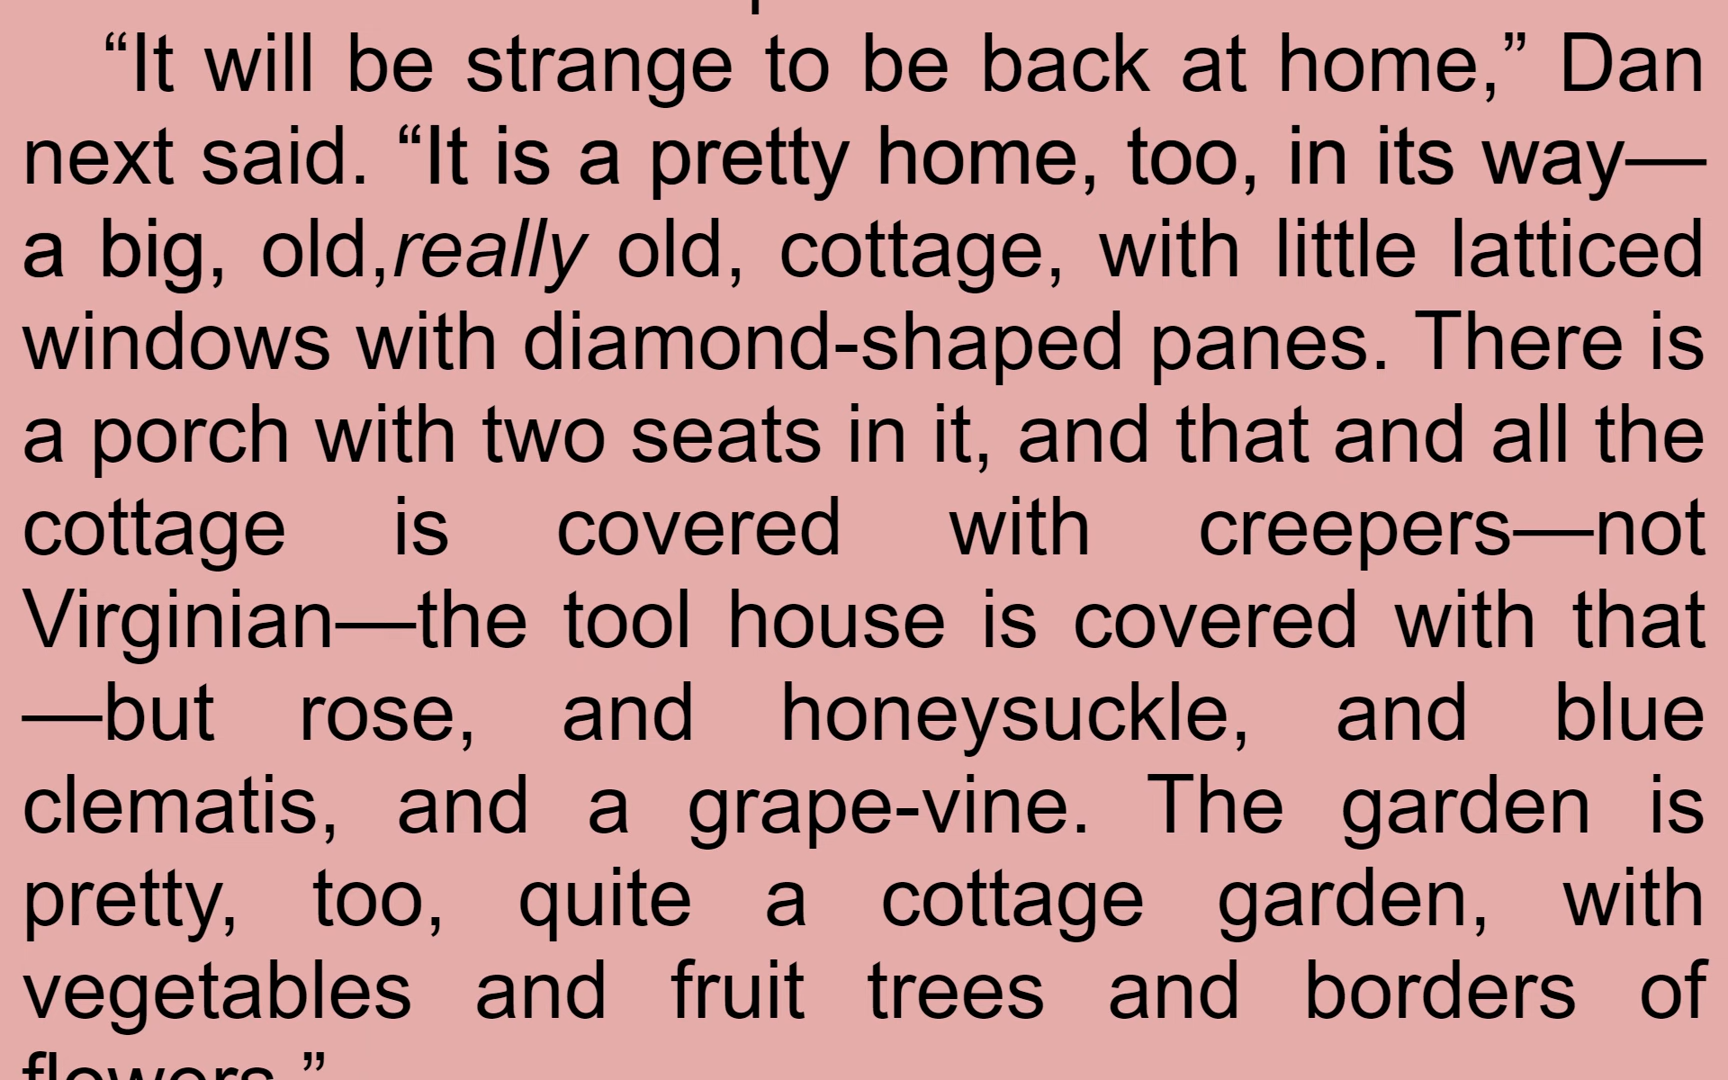 “It will be strange to be back at home,” Dan
next said. “It is a pretty home, too, in its way—
a big, old,really old, cottage, with little latticed
windows with diamond-shaped panes. There is
a porch with two seats in it, and that and all the
cottage is covered with creepers—not
Virginian—the tool house is covered with that
—but rose, and honeysuckle, and blue
clematis, and a grape-vine. The garden is
pretty, too, quite a cottage garden, with
vegetables and fruit trees and borders of
flowers.”